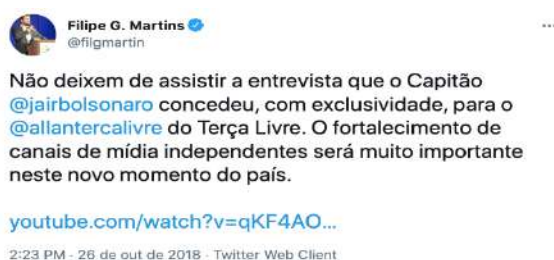 Filipe G. Martins
@filgmartin
Não deixem de assistir a entrevista que o Capitão
@jairbolsonaro concedeu, com exclusividade, para o
@allantercalivre do Terça Livre. O fortalecimento de
canais de mídia independentes será muito importante
neste novo momento do país.
youtube.com/watch?v=qKF4AO...
2:23 PM - 26 de out de 2018 · Twitter Web Client